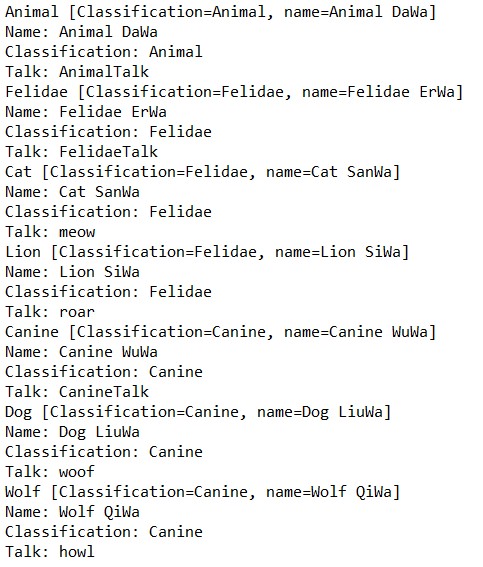 Animal [Classification=Animal, name=Animal DaWa]
Name: Animal DaWa
Classification: Animal
Talk: AnimalTalk
Felidae [Classification=Felidae, name=Felidae ErWa]
Name: Felidae ErWa
Classification: Felidae
Talk: FelidaeTalk
Cat [Classification=Felidae, name=Cat SanWa]
Name: Cat SanWa
Classification: Felidae
Talk: meow
Lion [Classification=Felidae, name=Lion SiWa]
Name: Lion SiWa
Classification: Felidae
Talk: roar
Canine [Classification=Canine, name=Canine WuWa]
Name: Canine WuWa
Classification: Canine
Talk: CanineTalk
Dog [Classification=Canine, name=Dog LiuWa]
Name: Dog LiuWa
Classification: Canine
Talk: woof
Wolf [Classification=Canine, name=Wolf QiWa]
Name: Wolf QiWa
Classification: Canine
Talk: howl